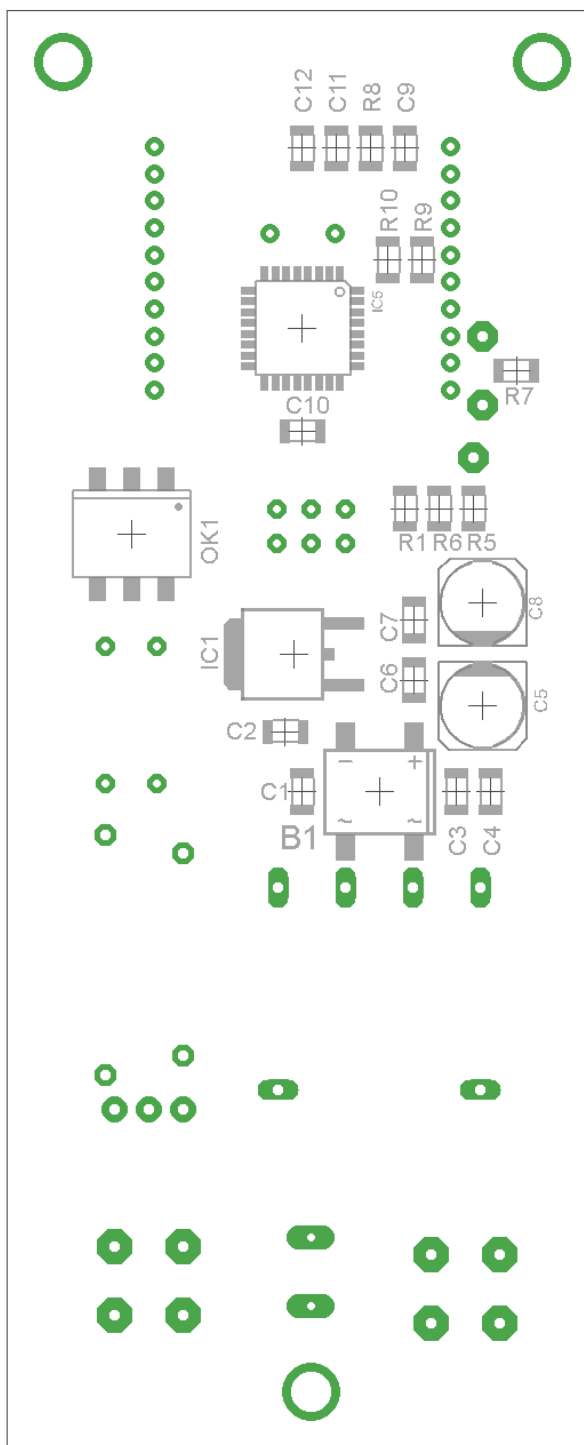 C12 C11 R8 C9
R10 R9
IC5
C10
R7
OK1
R1 R6 R5
C8
C7
IC1
C6
C5
C2
− +
C1
~ ~
B1
C3 C4